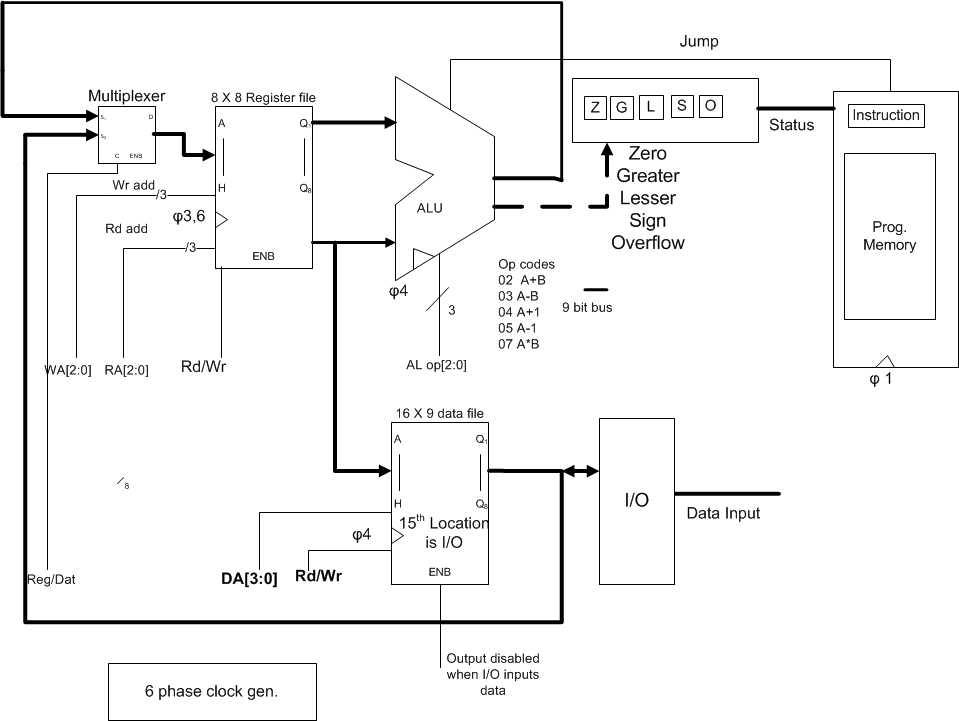 Jump
Multiplexer
8 X 8 Register file
S1
S2
D
C ENB
A
Q1
H
Q8
ENB
φ3,6
Wr add
/3
Rd add
/3
WA[2:0]
RA[2:0]
Rd/Wr
ALU
φ4
3
AL op[2:0]
Z G L S O
Zero
Greater
Lesser
Sign
Overflow
Status
Instruction
Prog.
Memory
φ 1
Op codes
02 A+B
03 A-B
04 A+1
05 A-1
07 A*B
9 bit bus
16 X 9 data file
A
Q1
H
Q8
15th Location
is I/O
ENB
φ4
DA[3:0]
Rd/Wr
8
Reg/Dat
I/O
Data Input
Output disabled
when I/O inputs
data
6 phase clock gen.